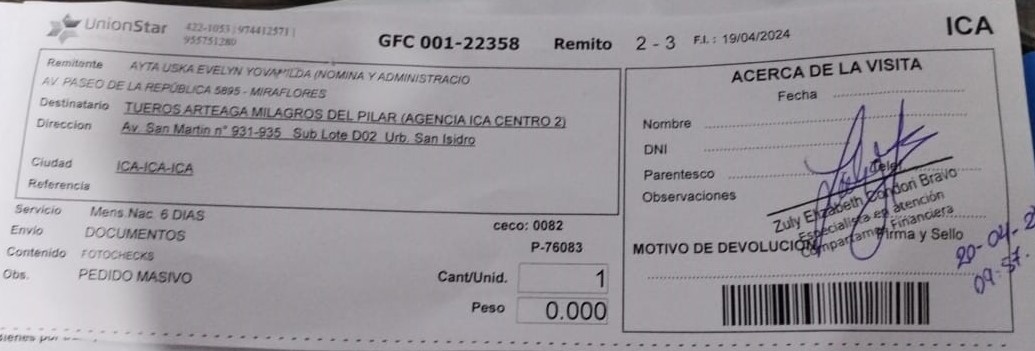 UnionStar 422-1053 | 974412571 |
955751280
GFC 001-22358 Remito 2 - 3 F.I. : 19/04/2024 ICA
Remitente AYTA USKA EVELYN YOVAMILDA (NOMINA Y ADMINISTRACIO
AV. PASEO DE LA REPÚBLICA 5895 - MIRAFLORES
Destinatario TUEROS ARTEAGA MILAGROS DEL PILAR (AGENCIA ICA CENTRO 2)
Direccion Av. San Martin n° 931-935 Sub Lote D02 Urb. San Isidro
Ciudad ICA-ICA-ICA
Referencia
Servicio Mens.Nac. 6 DIAS
Envio DOCUMENTOS
Contenido FOTOCHECKS
Obs. PEDIDO MASIVO
ceco: 0082
P-76083
Cant/Unid. 1
Peso 0.000
ACERCA DE LA VISITA
Fecha
Nombre
DNI
Parentesco
Observaciones
Zuly Elizabeth Condori Bravo
Especialista en atención
Compartamos Financiera
Firma y Sello
MOTIVO DE DEVOLUCION
20-04-2
09:57